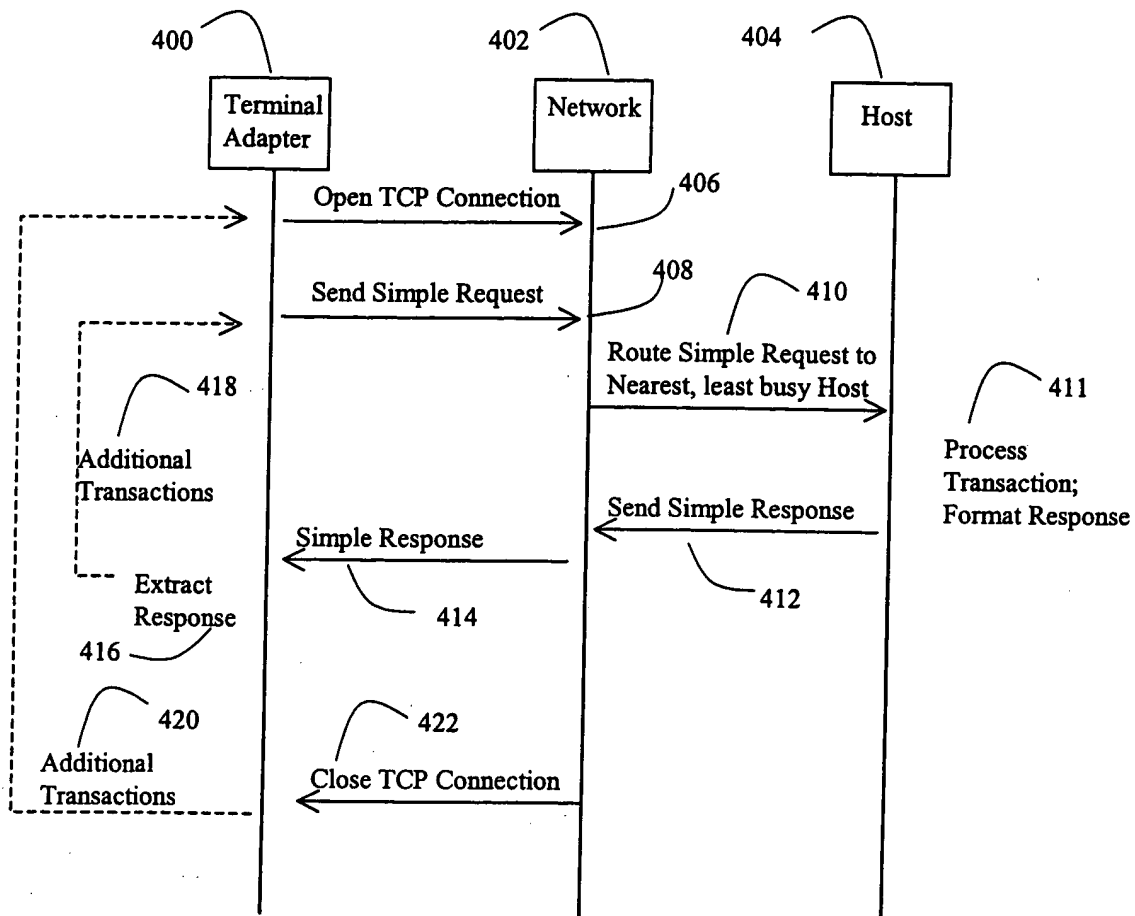 400
402
404
Terminal
Adapter
Network
Host
Open TCP Connection
406
Send Simple Request
408
410
Route Simple Request to
Nearest, least busy Host
418
411
Additional
Transactions
Process
Transaction;
Format Response
Send Simple Response
Simple Response
412
414
Extract
Response
416
420
422
Additional
Transactions
Close TCP Connection